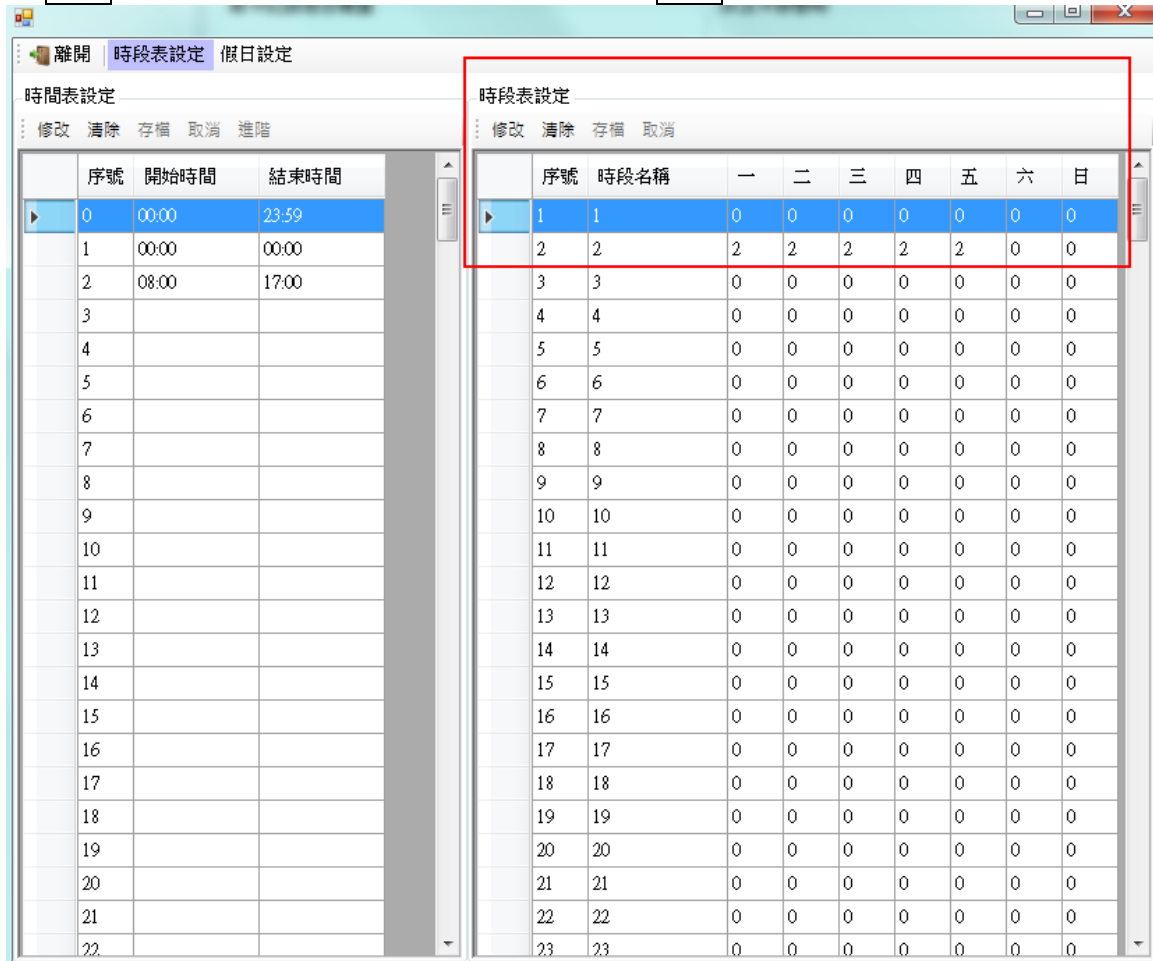 離開 時段表設定 假日設定
時間表設定
修改 清除 存檔 取消 進階
序號 開始時間 結束時間
0 00:00 23:59
1 00:00 00:00
2 08:00 17:00
3
4
5
6
7
8
9
10
11
12
13
14
15
16
17
18
19
20
21
22
時段表設定
修改 清除 存檔 取消
序號 時段名稱 一 二 三 四 五 六 日
1 1 0 0 0 0 0 0 0
2 2 2 2 2 2 2 0 0
3 3 0 0 0 0 0 0 0
4 4 0 0 0 0 0 0 0
5 5 0 0 0 0 0 0 0
6 6 0 0 0 0 0 0 0
7 7 0 0 0 0 0 0 0
8 8 0 0 0 0 0 0 0
9 9 0 0 0 0 0 0 0
10 10 0 0 0 0 0 0 0
11 11 0 0 0 0 0 0 0
12 12 0 0 0 0 0 0 0
13 13 0 0 0 0 0 0 0
14 14 0 0 0 0 0 0 0
15 15 0 0 0 0 0 0 0
16 16 0 0 0 0 0 0 0
17 17 0 0 0 0 0 0 0
18 18 0 0 0 0 0 0 0
19 19 0 0 0 0 0 0 0
20 20 0 0 0 0 0 0 0
21 21 0 0 0 0 0 0 0
22 22 0 0 0 0 0 0 0
23 23 0 0 0 0 0 0 0